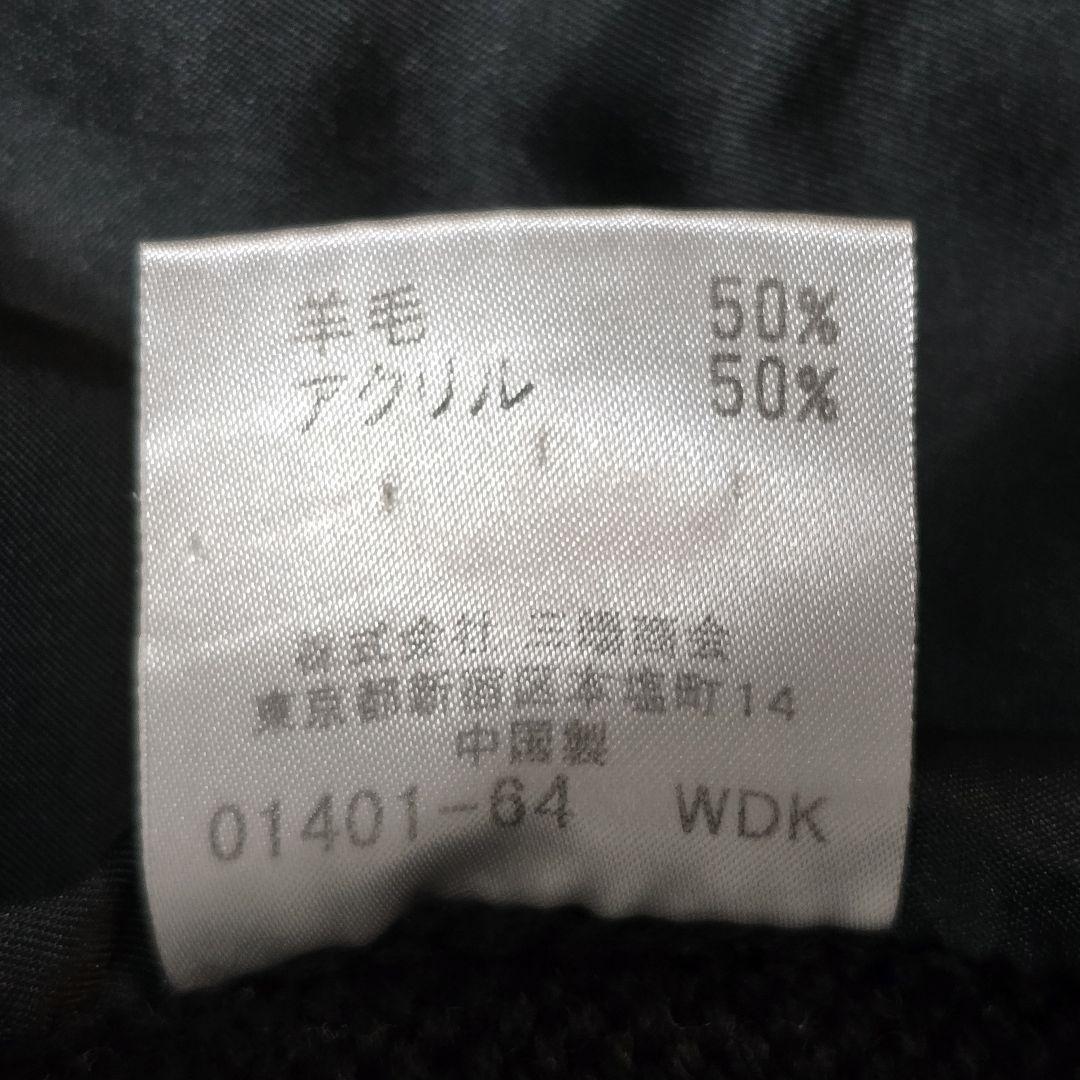 羊毛 50%
アクリル 50%
株式会社 三陽商会
東京都新宿区本塩町14
中国製
01401-64 WDK